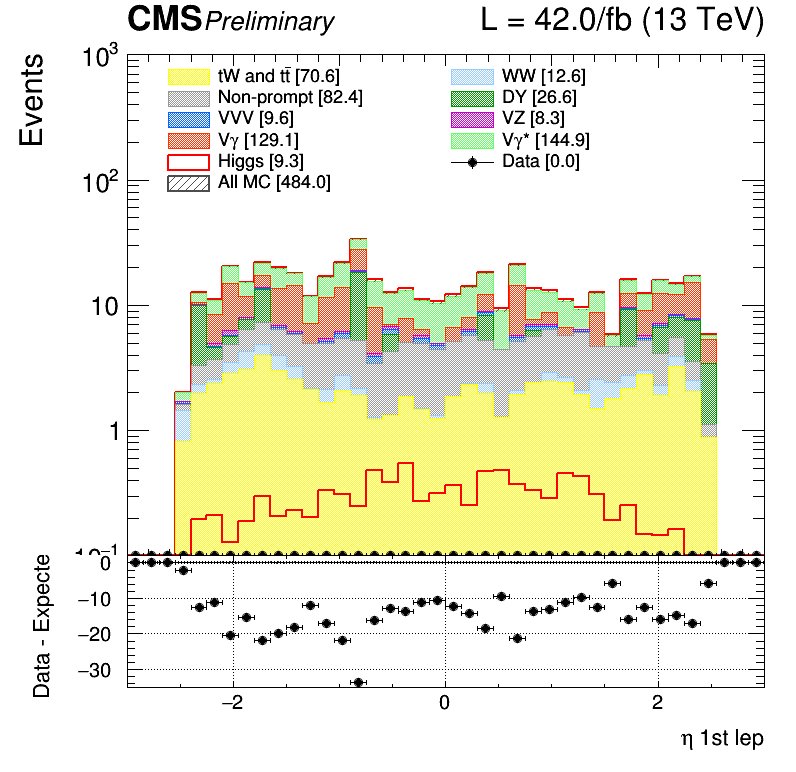 CMS Preliminary L = 42.0/fb (13 TeV)
Events
10³
10²
10
1
10⁻¹
tW and tt̄ [70.6]
WW [12.6]
Non-prompt [82.4]
DY [26.6]
VVV [9.6]
VZ [8.3]
Vγ [129.1]
Vγ* [144.9]
Higgs [9.3]
Data [0.0]
All MC [484.0]
Data - Expecte
0
−10
−20
−30
−2 0 2
η 1st lep